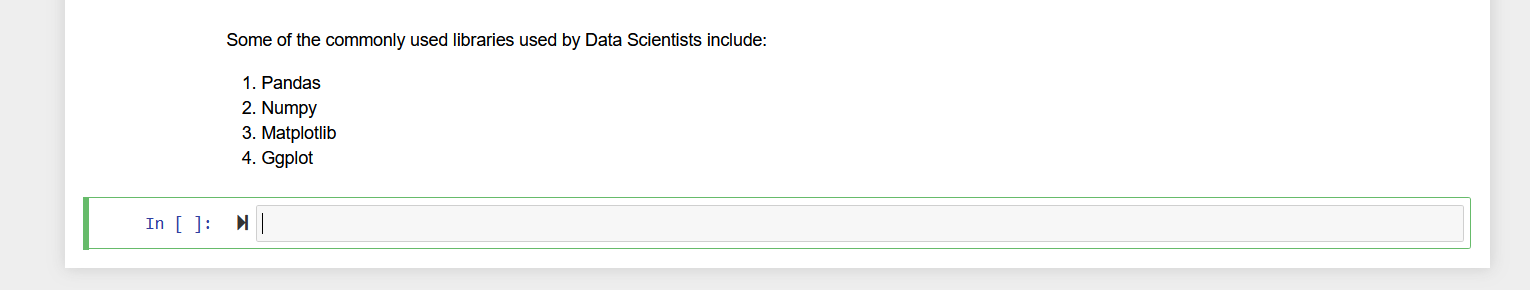 Some of the commonly used libraries used by Data Scientists include:
1. Pandas
2. Numpy
3. Matplotlib
4. Ggplot
In [ ]: